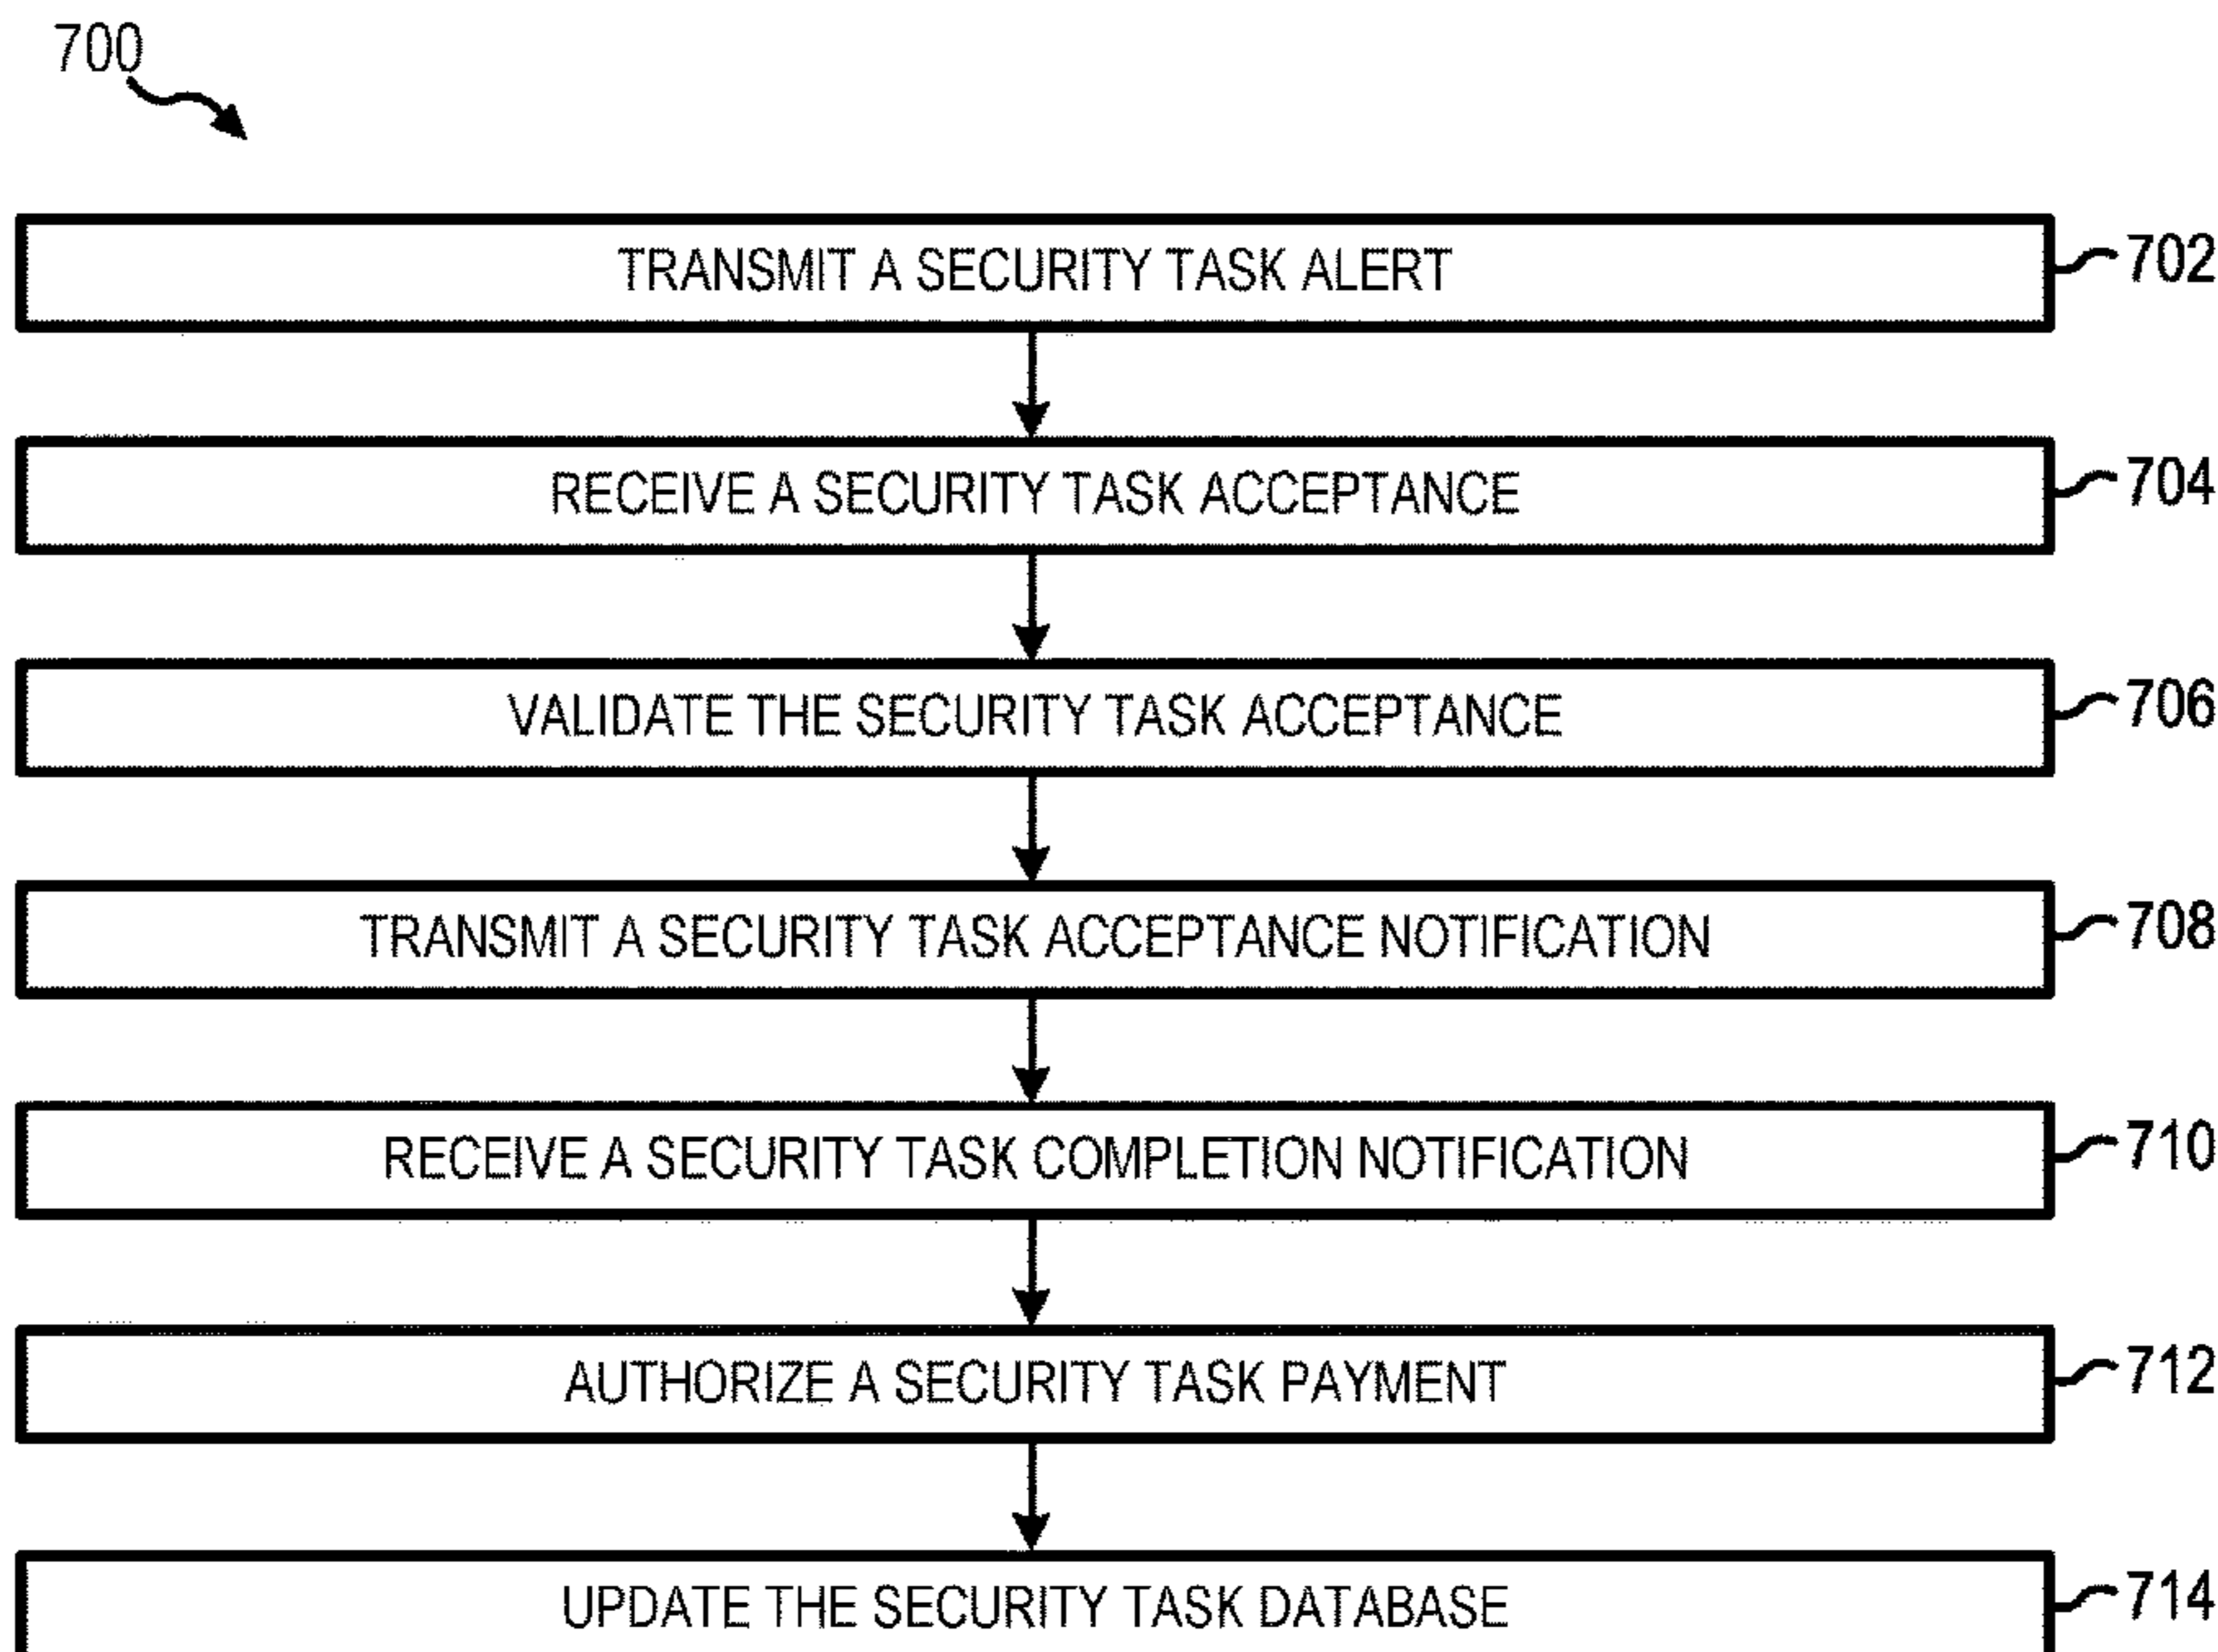 700
TRANSMIT A SECURITY TASK ALERT 702
RECEIVE A SECURITY TASK ACCEPTANCE 704
VALIDATE THE SECURITY TASK ACCEPTANCE 706
TRANSMIT A SECURITY TASK ACCEPTANCE NOTIFICATION 708
RECEIVE A SECURITY TASK COMPLETION NOTIFICATION 710
AUTHORIZE A SECURITY TASK PAYMENT 712
UPDATE THE SECURITY TASK DATABASE 714